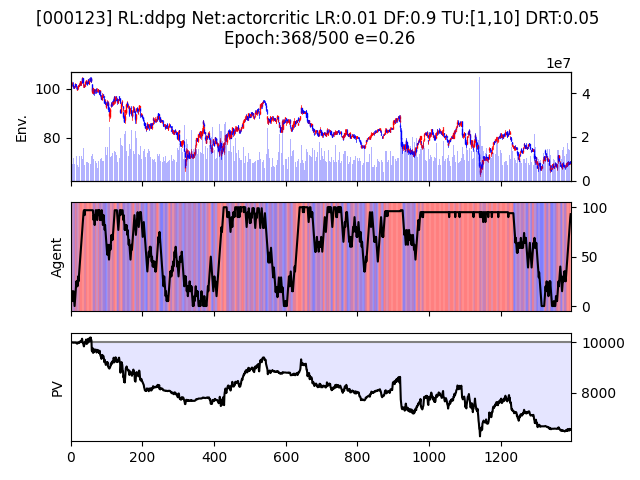 [000123] RL:ddpg Net:actorcritic LR:0.01 DF:0.9 TU:[1,10] DRT:0.05
Epoch:368/500 e=0.26
1e7
Env.
100
80
4
2
0
Agent
100
50
0
PV
10000
8000
0 200 400 600 800 1000 1200